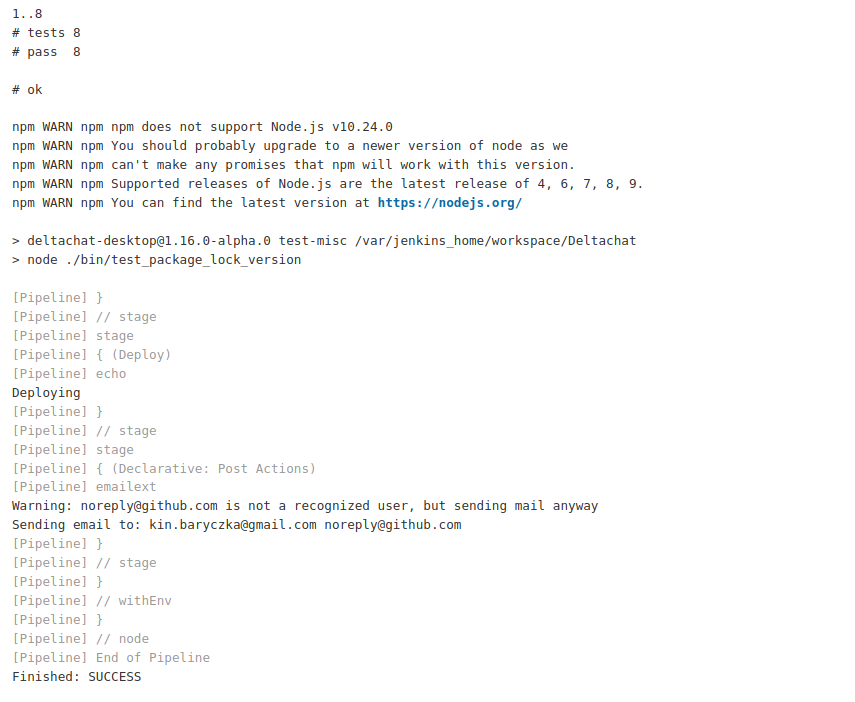 1..8
# tests 8
# pass  8
# ok
npm WARN npm npm does not support Node.js v10.24.0
npm WARN npm You should probably upgrade to a newer version of node as we
npm WARN npm can't make any promises that npm will work with this version.
npm WARN npm Supported releases of Node.js are the latest release of 4, 6, 7, 8, 9.
npm WARN npm You can find the latest version at https://nodejs.org/
> deltachat-desktop@1.16.0-alpha.0 test-misc /var/jenkins_home/workspace/Deltachat
> node ./bin/test_package_lock_version
[Pipeline] }
[Pipeline] // stage
[Pipeline] stage
[Pipeline] { (Deploy)
[Pipeline] echo
Deploying
[Pipeline] }
[Pipeline] // stage
[Pipeline] stage
[Pipeline] { (Declarative: Post Actions)
[Pipeline] emailext
Warning: noreply@github.com is not a recognized user, but sending mail anyway
Sending email to: kin.baryczka@gmail.com noreply@github.com
[Pipeline] }
[Pipeline] // stage
[Pipeline] }
[Pipeline] // withEnv
[Pipeline] }
[Pipeline] // node
[Pipeline] End of Pipeline
Finished: SUCCESS